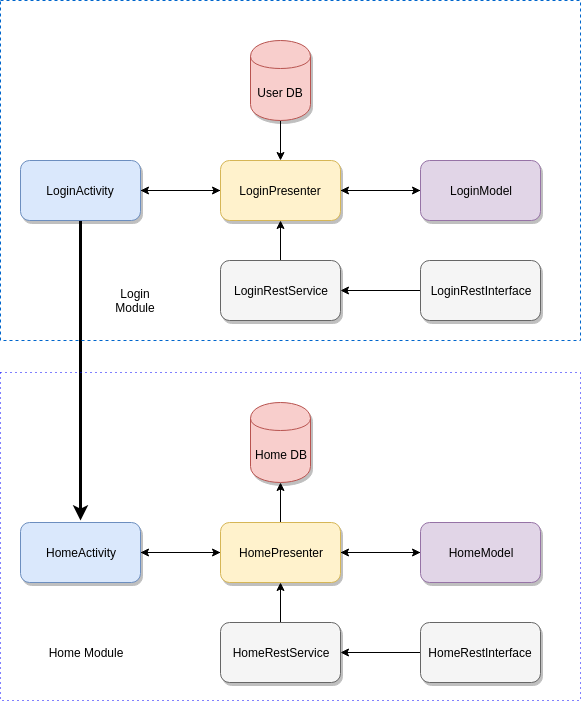 User DB
LoginActivity
LoginPresenter
LoginModel
LoginRestService
LoginRestInterface
Login
Module
Home DB
HomeActivity
HomePresenter
HomeModel
HomeRestService
HomeRestInterface
Home Module